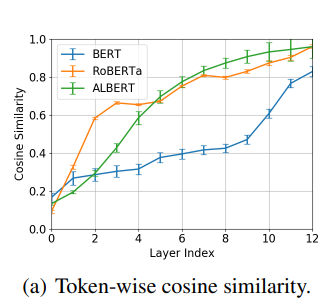 1.0
0.8
0.6
0.4
0.2
0.0
Cosine Similarity
BERT
RoBERTa
ALBERT
0 2 4 6 8 10 12
Layer Index
(a) Token-wise cosine similarity.